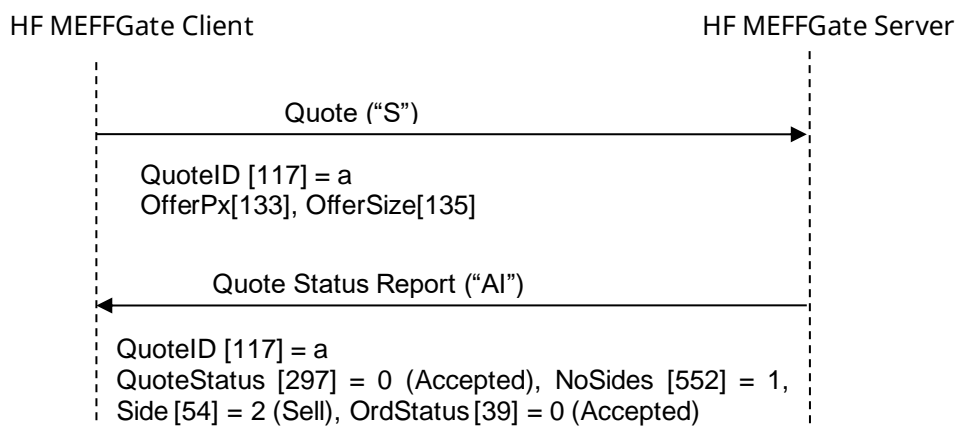 HF MEFFGate Client HF MEFFGate Server
Quote (“S”)
QuoteID [117] = a
OfferPx[133], OfferSize[135]
Quote Status Report (“AI”)
QuoteID [117] = a
QuoteStatus [297] = 0 (Accepted), NoSides [552] = 1,
Side [54] = 2 (Sell), OrdStatus [39] = 0 (Accepted)